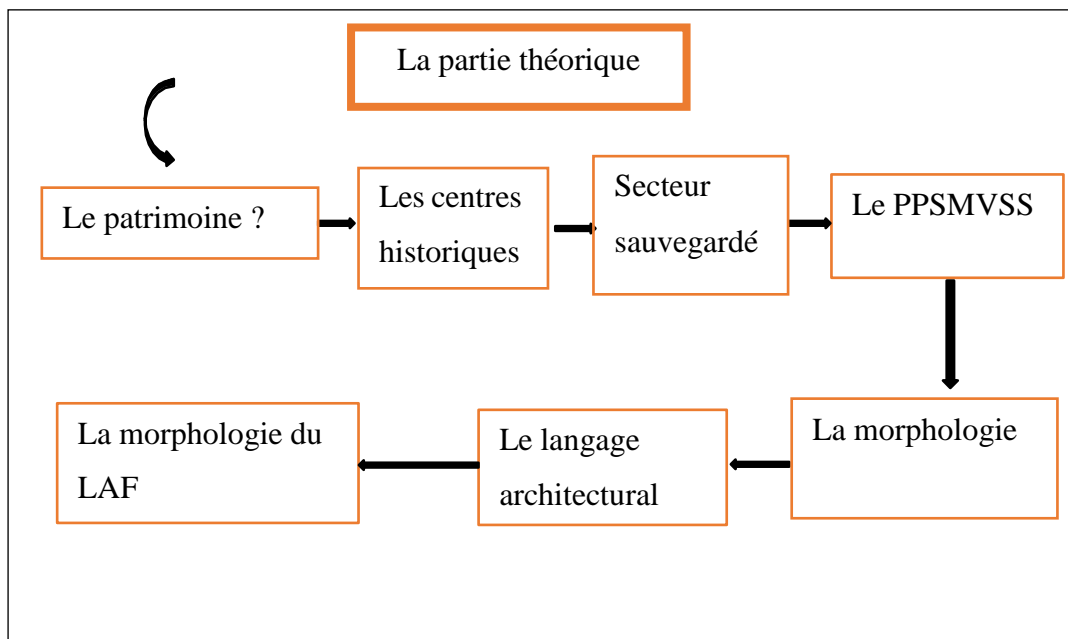 La partie théorique
Le patrimoine ?
Les centres
historiques
Secteur
sauvegardé
Le PPSMVSS
La morphologie
Le langage
architectural
La morphologie du
LAF